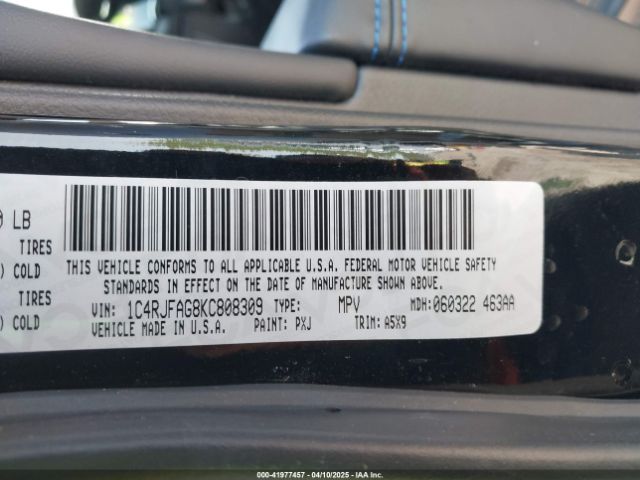 LB
TIRES
) COLD
TIRES
) COLD
THIS VEHICLE CONFORMS TO ALL APPLICABLE U.S.A. FEDERAL MOTOR VEHICLE SAFETY
STANDARDS IN EFFECT ON THE DATE OF MANUFACTURE SHOWN ABOVE.
VIN: 1C4RJFAG8KC808309 TYPE: MPV MDH: 060322 463AA
VEHICLE MADE IN U.S.A. PAINT: PXJ TRIM: A5X9
000-41977457 - 04/10/2025 - IAA Inc.